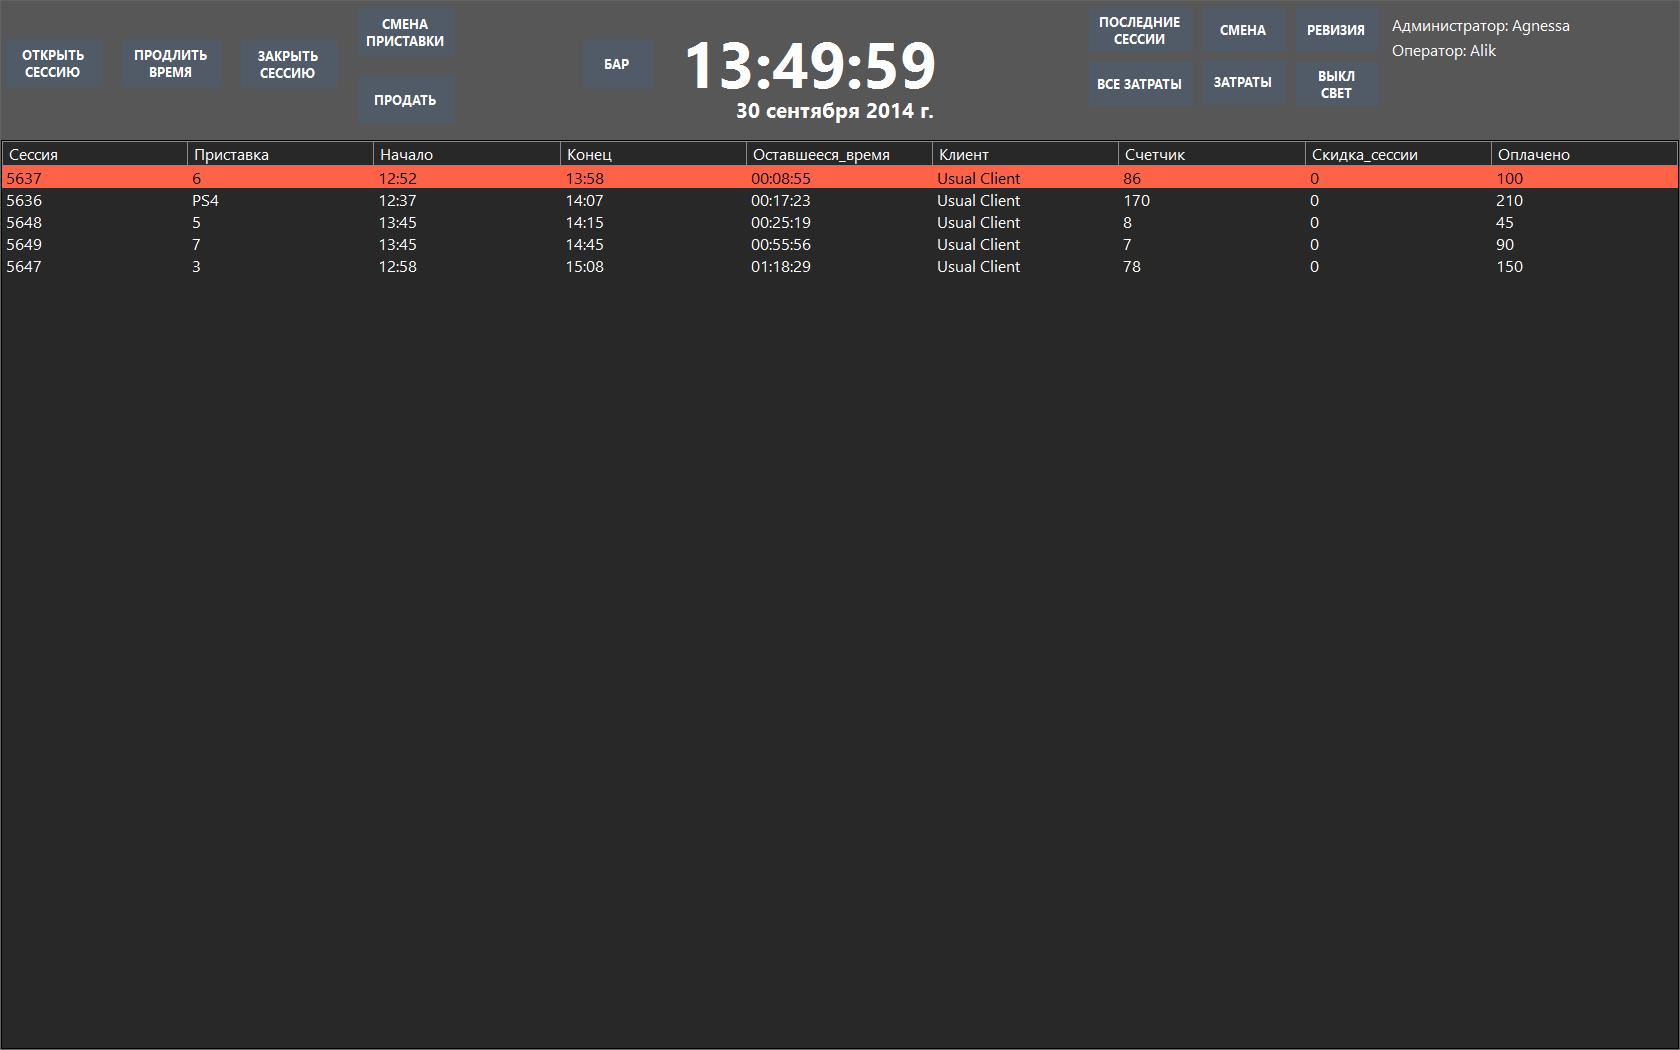 ОТКРЫТЬ
СЕССИЮ
ПРОДЛИТЬ
ВРЕМЯ
ЗАКРЫТЬ
СЕССИЮ
СМЕНА
ПРИСТАВКИ
ПРОДАТЬ
БАР
13:49:59
30 сентября 2014 г.
ПОСЛЕДНИЕ
СЕССИИ
СМЕНА
РЕВИЗИЯ
ВСЕ ЗАТРАТЫ
ЗАТРАТЫ
ВЫКЛ
СВЕТ
Администратор: Agnessa
Оператор: Alik
Сессия Приставка Начало Конец Оставшееся_время Клиент Счетчик Скидка_сессии Оплачено
5637 6 12:52 13:58 00:08:55 Usual Client 86 0 100
5636 PS4 12:37 14:07 00:17:23 Usual Client 170 0 210
5648 5 13:45 14:15 00:25:19 Usual Client 8 0 45
5649 7 13:45 14:45 00:55:56 Usual Client 7 0 90
5647 3 12:58 15:08 01:18:29 Usual Client 78 0 150